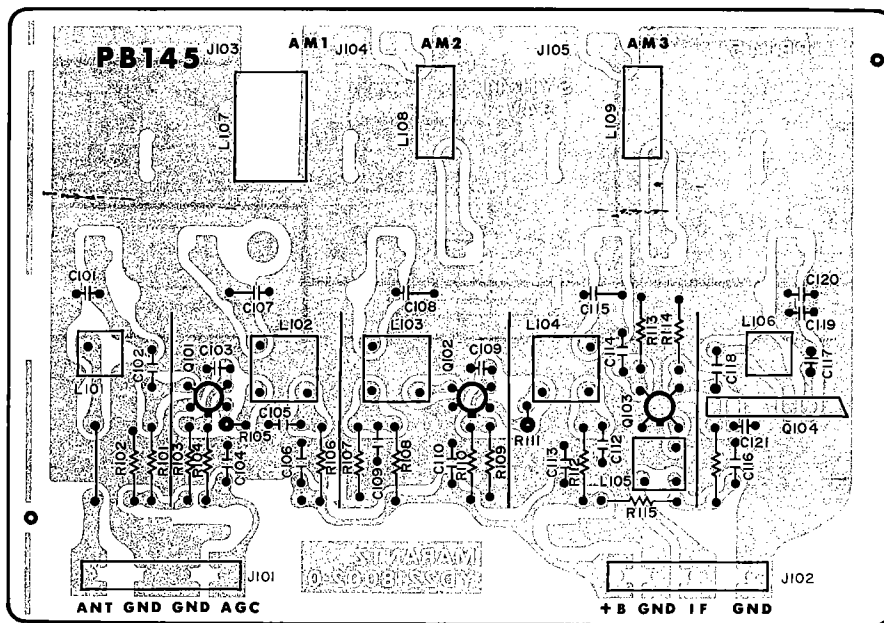 PB145 J103 AM1 J104 AM2 J105 AM3
L107 L108 L109
C101 C107 C108 C115 C120
C119
L101 C102 Q101 C103 L102 L103 Q102 C109 L104 C114 R113 R114 C118 L106 C117
Q103 Q104
R102 R101 R103 C104 R105 C105 C106 R106 R107 C109 R108 C110 R109 R111 C113 C112 L105 C116 C121
R115
MARANTZ
J101 J102
ANT GND GND AGC +B GND IF GND